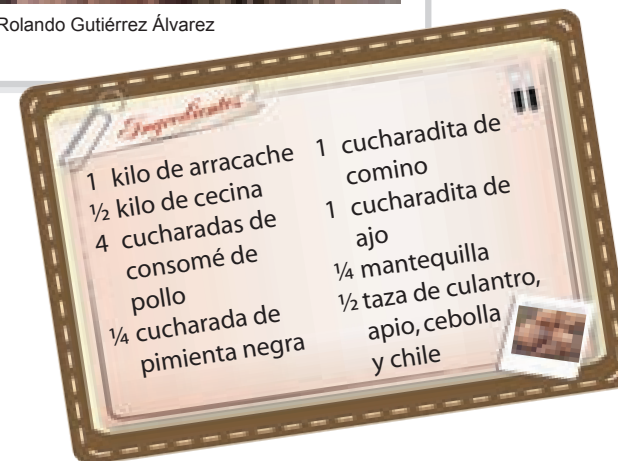 Rolando Gutiérrez Álvarez
Ingredientes
1 kilo de arracache
½ kilo de cecina
4 cucharadas de
consomé de
pollo
¼ cucharada de
pimienta negra
1 cucharadita de
comino
1 cucharadita de
ajo
¼ mantequilla
½ taza de culantro,
apio, cebolla
y chile